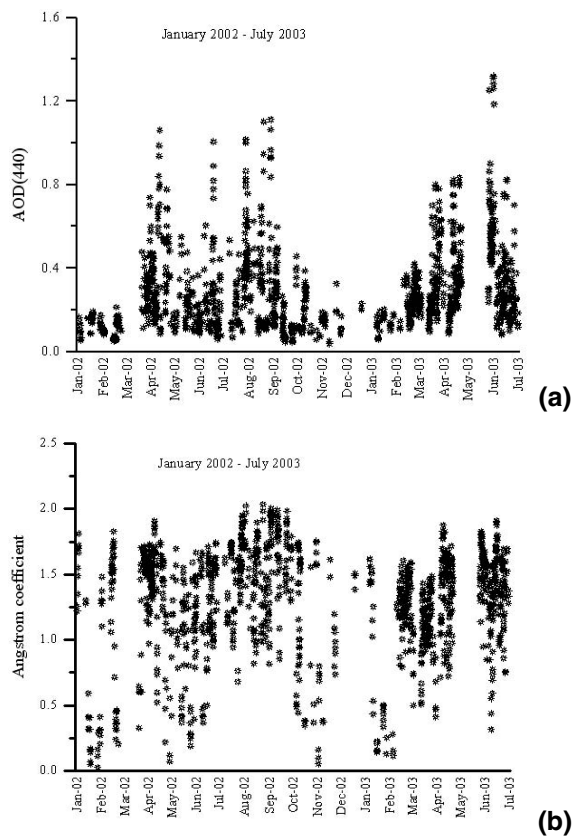 January 2002 - July 2003
AOD(440)
1.6
1.2
0.8
0.4
0.0
Jan-02
Feb-02
Mar-02
Apr-02
May-02
Jun-02
Jul-02
Aug-02
Sep-02
Oct-02
Nov-02
Dec-02
Jan-03
Feb-03
Mar-03
Apr-03
May-03
Jun-03
Jul-03
(a)
January 2002 - July 2003
Angstrom coefficient
2.5
2.0
1.5
1.0
0.5
0.0
Jan-02
Feb-02
Mar-02
Apr-02
May-02
Jun-02
Jul-02
Aug-02
Sep-02
Oct-02
Nov-02
Dec-02
Jan-03
Feb-03
Mar-03
Apr-03
May-03
Jun-03
Jul-03
(b)